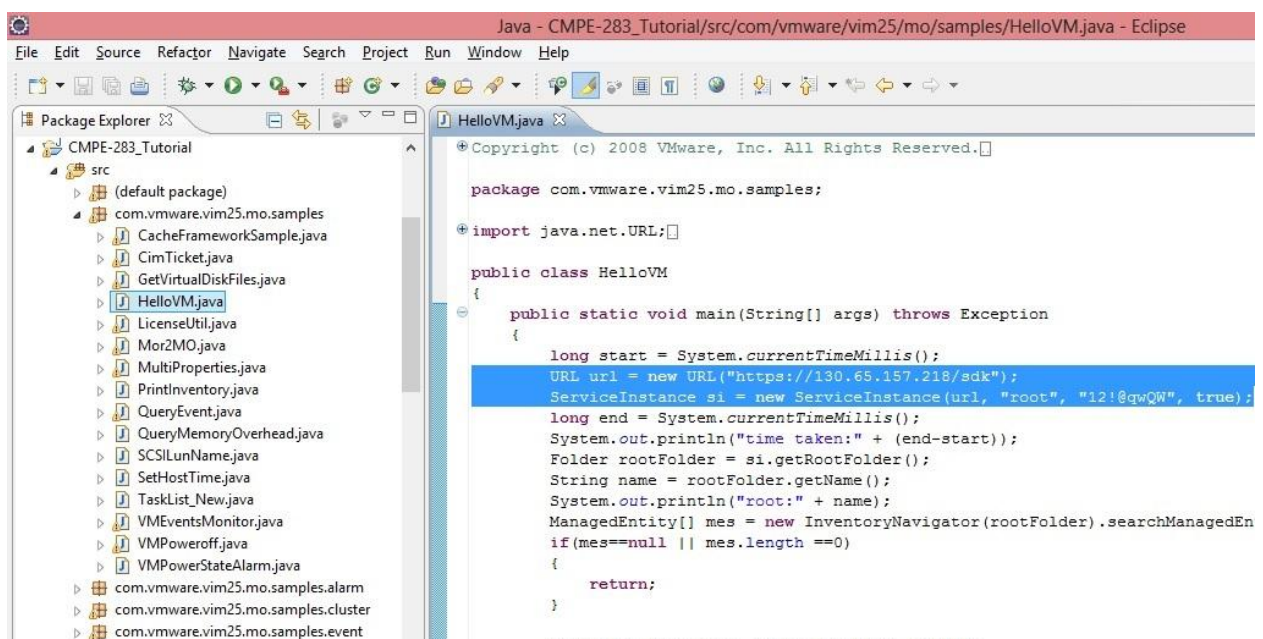 Java - CMPE-283_Tutorial/src/com/vmware/vim25/mo/samples/HelloVM.java - Eclipse
File Edit Source Refactor Navigate Search Project Run Window Help
Package Explorer
CMPE-283_Tutorial
src
(default package)
com.vmware.vim25.mo.samples
CacheFrameworkSample.java
CimTicket.java
GetVirtualDiskFiles.java
HelloVM.java
LicenseUtil.java
Mor2MO.java
MultiProperties.java
PrintInventory.java
QueryEvent.java
QueryMemoryOverhead.java
SCSILunName.java
SetHostTime.java
TaskList_New.java
VMEventsMonitor.java
VMPoweroff.java
VMPowerStateAlarm.java
com.vmware.vim25.mo.samples.alarm
com.vmware.vim25.mo.samples.cluster
com.vmware.vim25.mo.samples.event
HelloVM.java
Copyright (c) 2008 VMware, Inc. All Rights Reserved.
package com.vmware.vim25.mo.samples;
import java.net.URL;
public class HelloVM
{
public static void main(String[] args) throws Exception
{
long start = System.currentTimeMillis();
URL url = new URL("https://130.65.157.218/sdk");
ServiceInstance si = new ServiceInstance(url, "root", "12!@qwQW", true);
long end = System.currentTimeMillis();
System.out.println("time taken:" + (end-start));
Folder rootFolder = si.getRootFolder();
String name = rootFolder.getName();
System.out.println("root:" + name);
ManagedEntity[] mes = new InventoryNavigator(rootFolder).searchManagedEn
if(mes==null || mes.length ==0)
{
return;
}